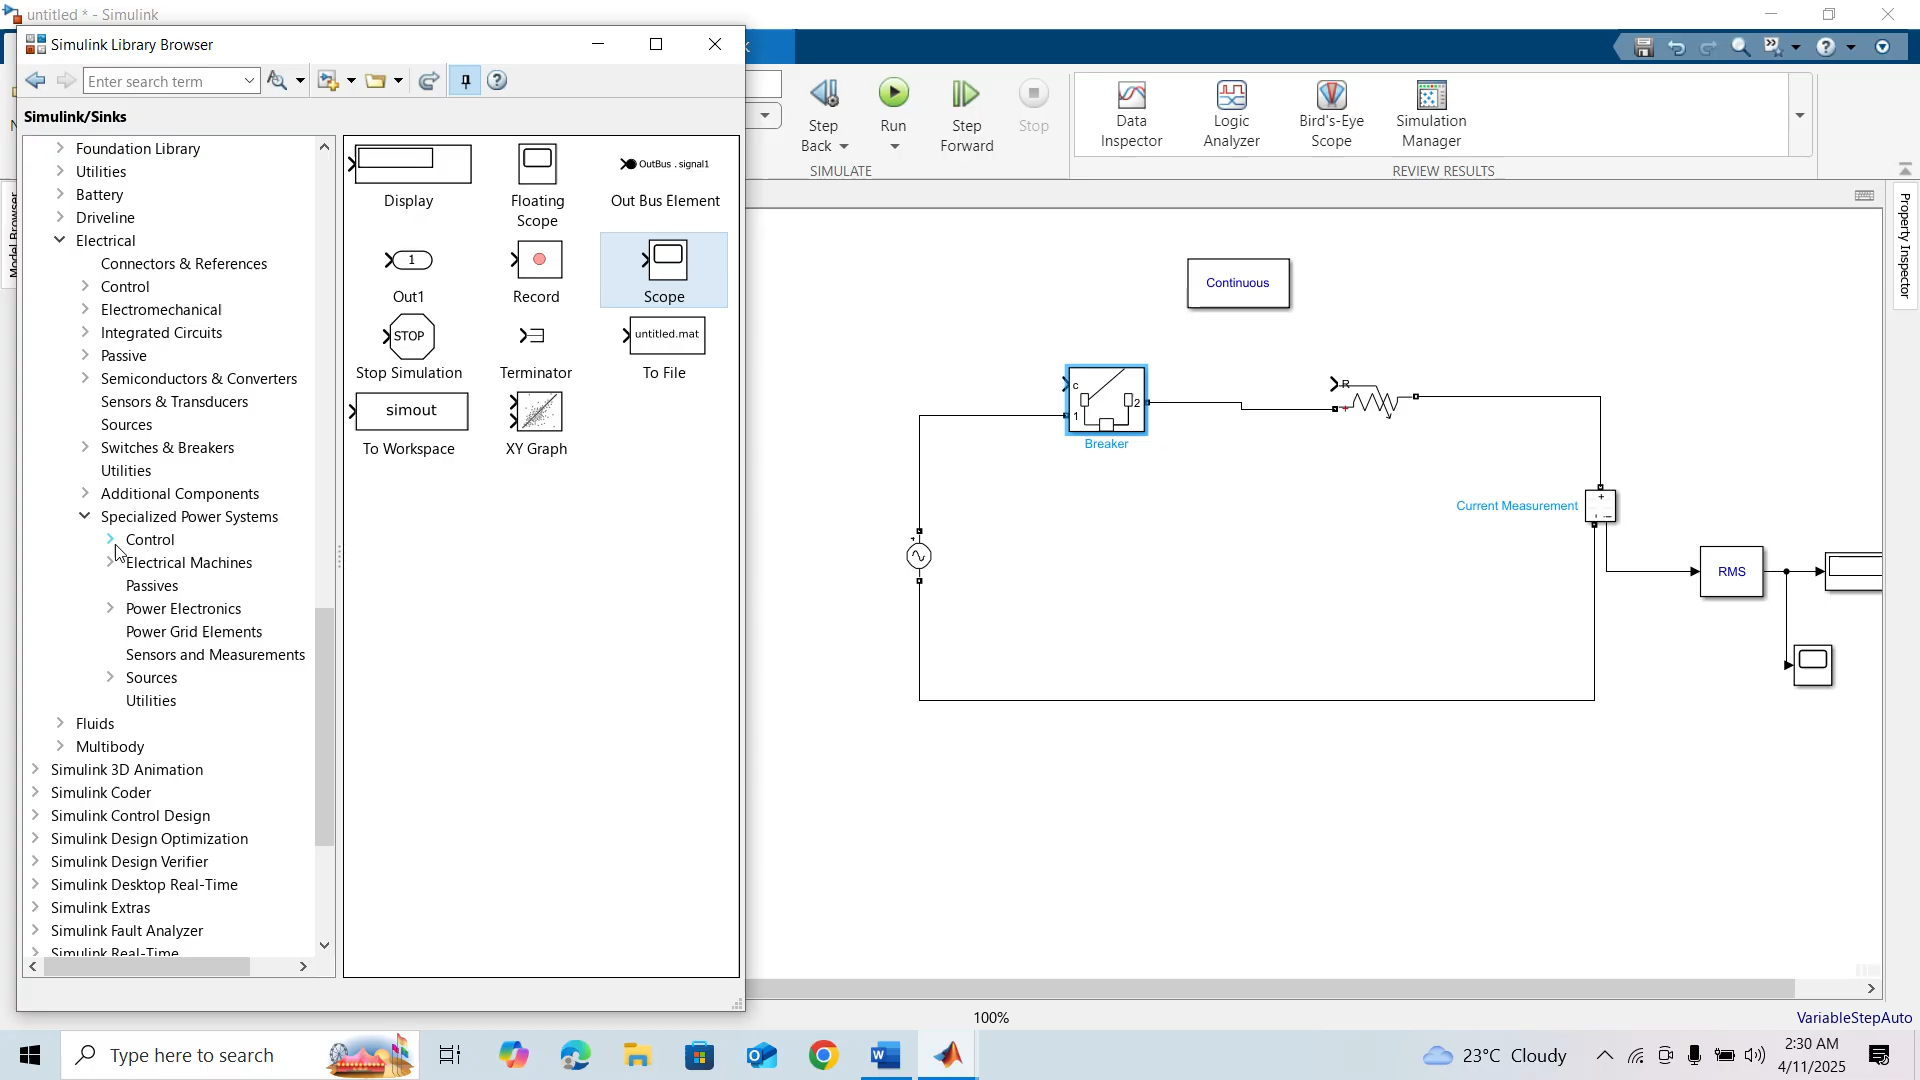 untitled * - Simulink
Simulink Library Browser
Enter search term
Simulink/Sinks
Foundation Library
Utilities
Battery
Driveline
Electrical
Connectors & References
Control
Electromechanical
Integrated Circuits
Passive
Semiconductors & Converters
Sensors & Transducers
Sources
Switches & Breakers
Utilities
Additional Components
Specialized Power Systems
Control
Electrical Machines
Passives
Power Electronics
Power Grid Elements
Sensors and Measurements
Sources
Utilities
Fluids
Multibody
Simulink 3D Animation
Simulink Coder
Simulink Control Design
Simulink Design Optimization
Simulink Design Verifier
Simulink Desktop Real-Time
Simulink Extras
Simulink Fault Analyzer
Simulink Real-Time
Display
Floating
Scope
OutBus . signal1
Out Bus Element
1
Out1
Record
Scope
STOP
Stop Simulation
Terminator
untitled.mat
To File
simout
To Workspace
XY Graph
Step
Back
Run
Step
Forward
Stop
SIMULATE
Data
Inspector
Logic
Analyzer
Bird's-Eye
Scope
Simulation
Manager
REVIEW RESULTS
Model Browser
Property Inspector
Continuous
c
1
2
Breaker
R
+
Current Measurement
+
i
-
RMS
+
100%
VariableStepAuto
Type here to search
23°C Cloudy
2:30 AM
4/11/2025